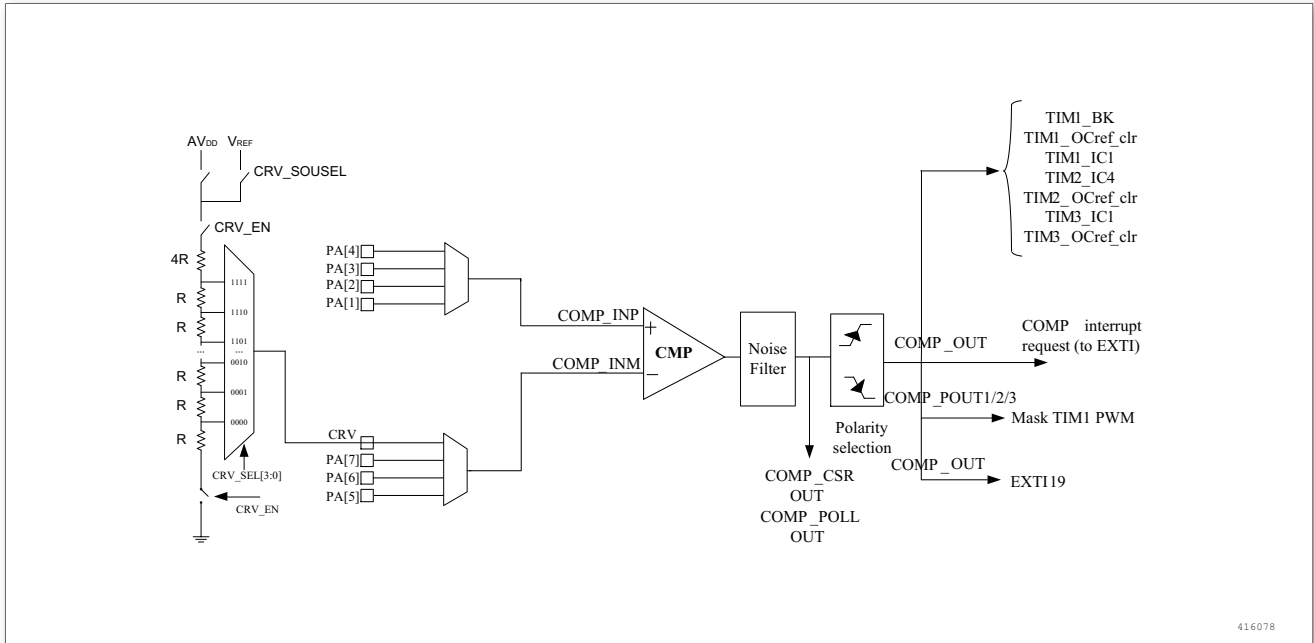 AVDD VREF
CRV_SOUSEL
CRV_EN
4R
R
R
...
R
R
R
1111
1110
1101
...
0010
0001
0000
CRV_SEL[3:0]
CRV_EN
PA[4]
PA[3]
PA[2]
PA[1]
CRV
PA[7]
PA[6]
PA[5]
COMP_INP
COMP_INM
+
CMP
−
Noise
Filter
Polarity
selection
COMP_CSR
OUT
COMP_POLL
OUT
COMP_OUT
COMP_POUT1/2/3
COMP_OUT
TIM1_BK
TIM1_OCref_clr
TIM1_IC1
TIM2_IC4
TIM2_OCref_clr
TIM3_IC1
TIM3_OCref_clr
COMP interrupt
request (to EXTI)
Mask TIM1 PWM
EXTI19
416078